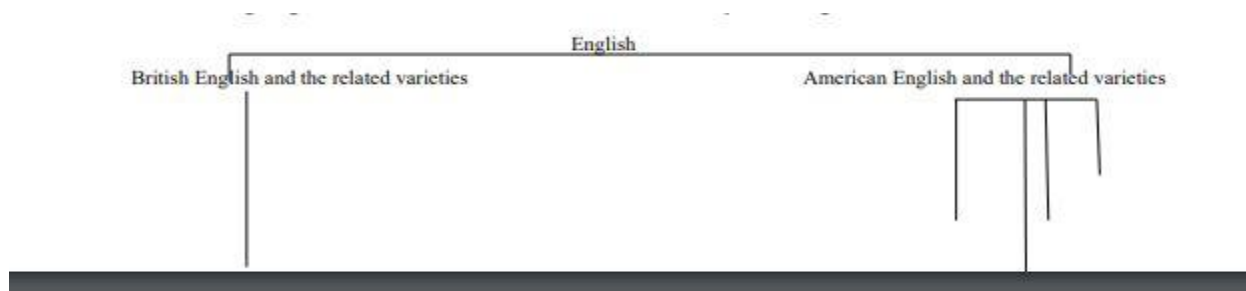 English
British English and the related varieties
American English and the related varieties